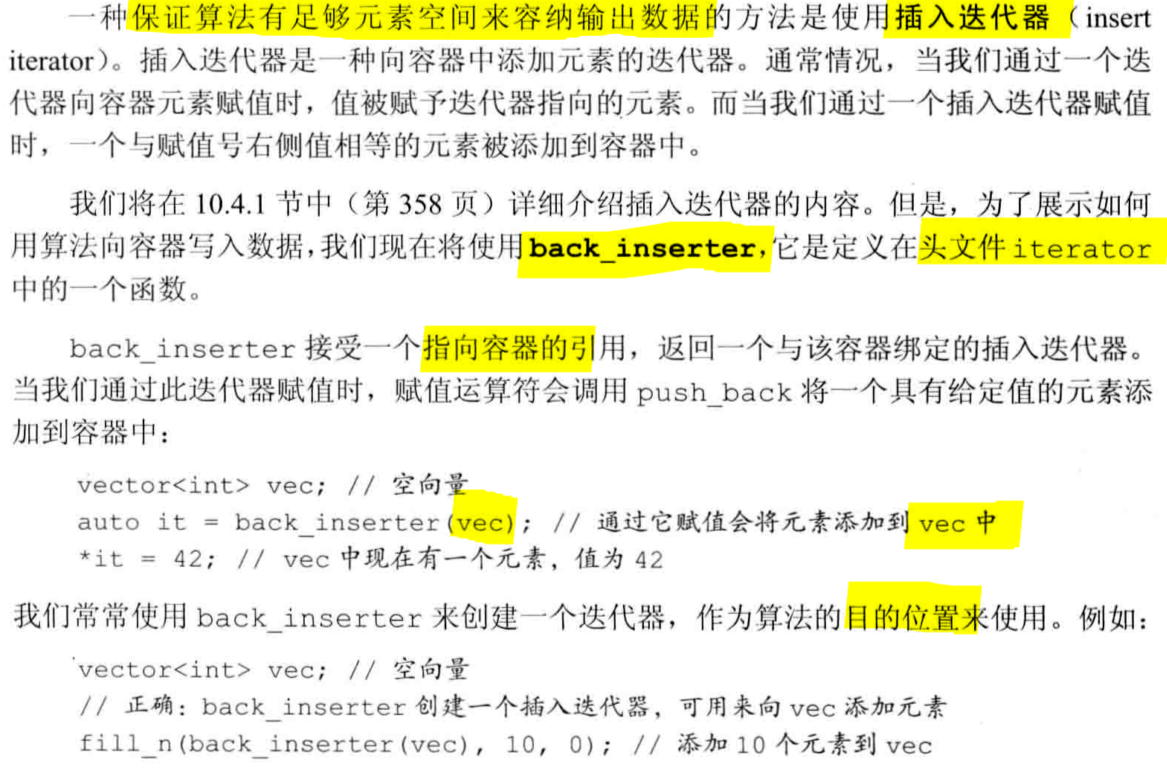 一种保证算法有足够元素空间来容纳输出数据的方法是使用插入迭代器（insert
iterator）。插入迭代器是一种向容器中添加元素的迭代器。通常情况，当我们通过一个迭
代器向容器元素赋值时，值被赋予迭代器指向的元素。而当我们通过一个插入迭代器赋值
时，一个与赋值号右侧值相等的元素被添加到容器中。
我们将在 10.4.1 节中（第 358 页）详细介绍插入迭代器的内容。但是，为了展示如何
用算法向容器写入数据，我们现在将使用 back_inserter，它是定义在头文件 iterator
中的一个函数。
back_inserter 接受一个指向容器的引用，返回一个与该容器绑定的插入迭代器。
当我们通过此迭代器赋值时，赋值运算符会调用 push_back 将一个具有给定值的元素添
加到容器中：
vector<int> vec; // 空向量
auto it = back_inserter(vec); // 通过它赋值会将元素添加到 vec 中
*it = 42; // vec 中现在有一个元素，值为 42
我们常常使用 back_inserter 来创建一个迭代器，作为算法的目的位置来使用。例如：
vector<int> vec; // 空向量
// 正确：back_inserter 创建一个插入迭代器，可用来向 vec 添加元素
fill_n(back_inserter(vec), 10, 0); // 添加 10 个元素到 vec